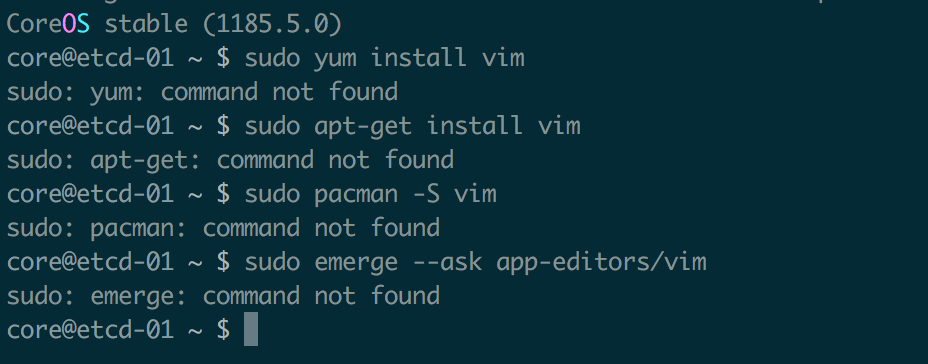 CoreOS stable (1185.5.0)
core@etcd-01 ~ $ sudo yum install vim
sudo: yum: command not found
core@etcd-01 ~ $ sudo apt-get install vim
sudo: apt-get: command not found
core@etcd-01 ~ $ sudo pacman -S vim
sudo: pacman: command not found
core@etcd-01 ~ $ sudo emerge --ask app-editors/vim
sudo: emerge: command not found
core@etcd-01 ~ $